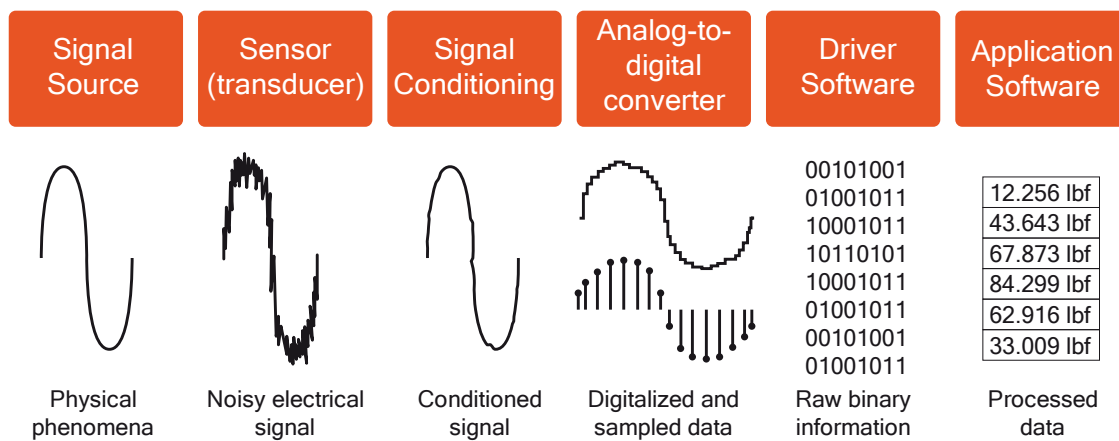 Signal
Source
Sensor
(transducer)
Signal
Conditioning
Analog-to-
digital
converter
Driver
Software
Application
Software
00101001
01001011
10001011
10110101
10001011
01001011
00101001
01001011
12.256 lbf
43.643 lbf
67.873 lbf
84.299 lbf
62.916 lbf
33.009 lbf
Physical
phenomena
Noisy electrical
signal
Conditioned
signal
Digitalized and
sampled data
Raw binary
information
Processed
data